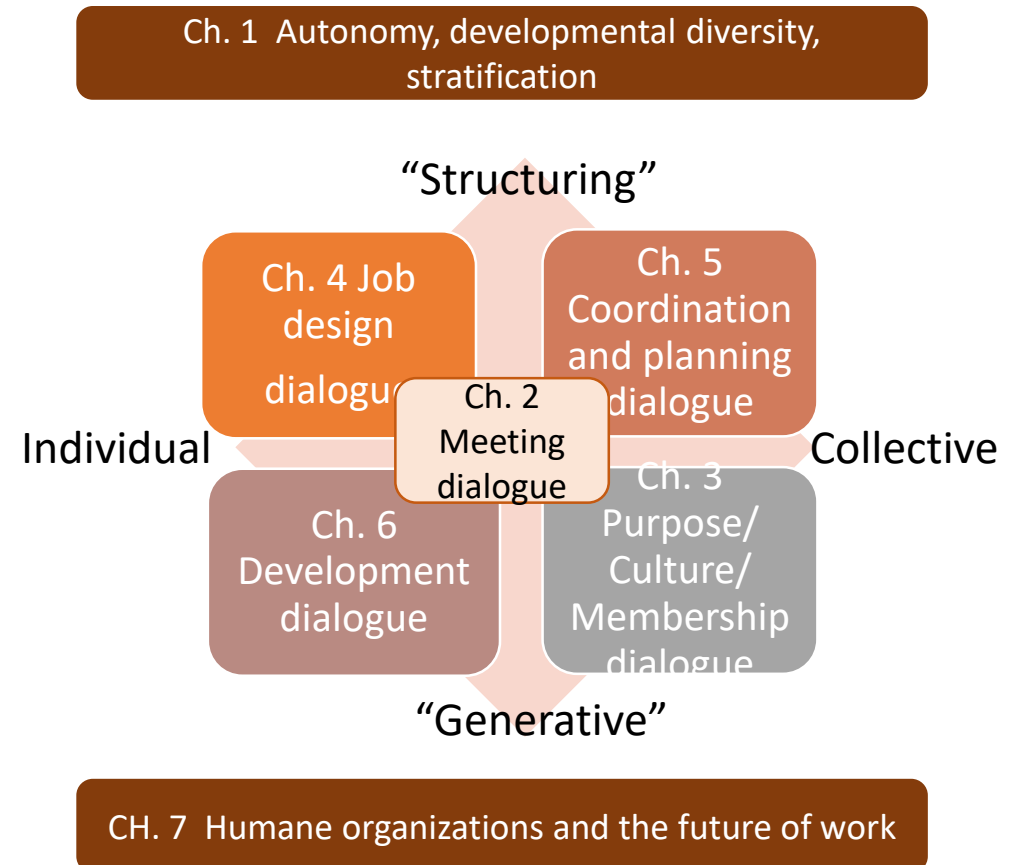 Ch. 1 Autonomy, developmental diversity,
stratification
“Structuring”
Ch. 4 Job
design
dialogue
Ch. 5
Coordination
and planning
dialogue
Ch. 2
Meeting
dialogue
Individual
Collective
Ch. 6
Development
dialogue
Ch. 3
Purpose/
Culture/
Membership
dialogue
“Generative”
CH. 7 Humane organizations and the future of work